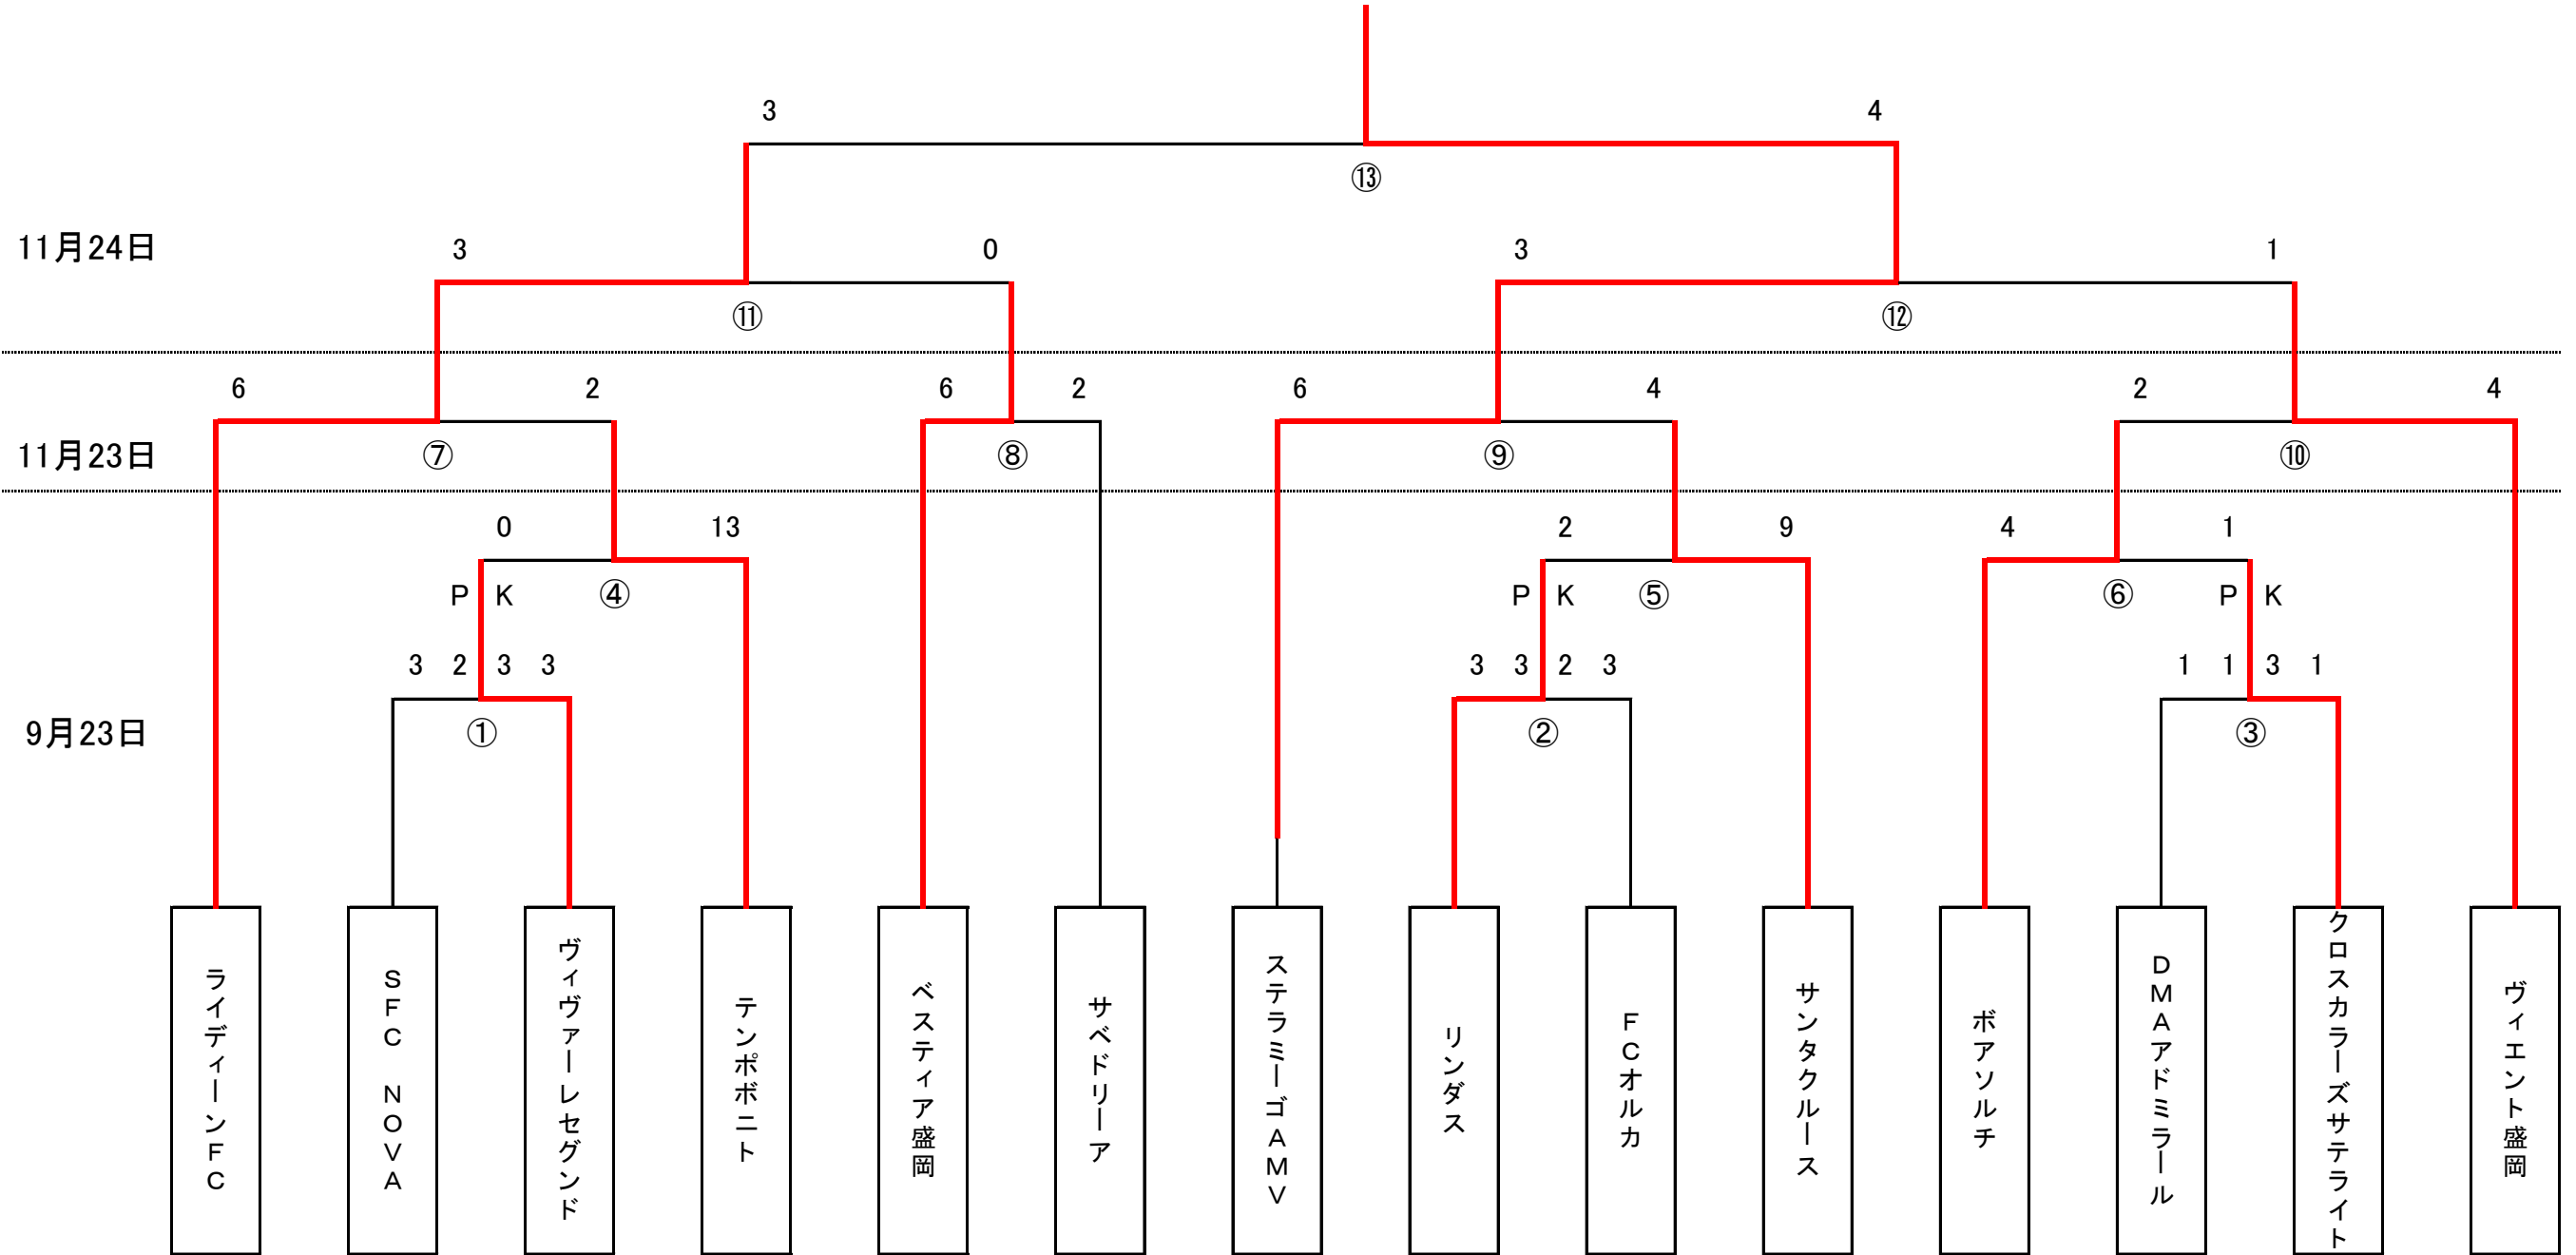 3 4
⑬
11月24日 3 0 3 1
⑪ ⑫
6 2 6 2 6 4 2 4
11月23日 ⑦ ⑧ ⑨ ⑩
0 13 2 9 4 1
P K ④ P K ⑤ ⑥ P K
3 2 3 3 3 3 2 3 1 1 3 1
9月23日 ① ② ③
ライディーンFC
SFC NOVA
ヴィヴァーレセグンド
テンポボニト
ベスティア盛岡
サベドリーア
ステラミーゴAMV
リンダス
FCオルカ
サンタクルース
ボアソルチ
DMAアドミラール
クロスカラーズサテライト
ヴィエント盛岡